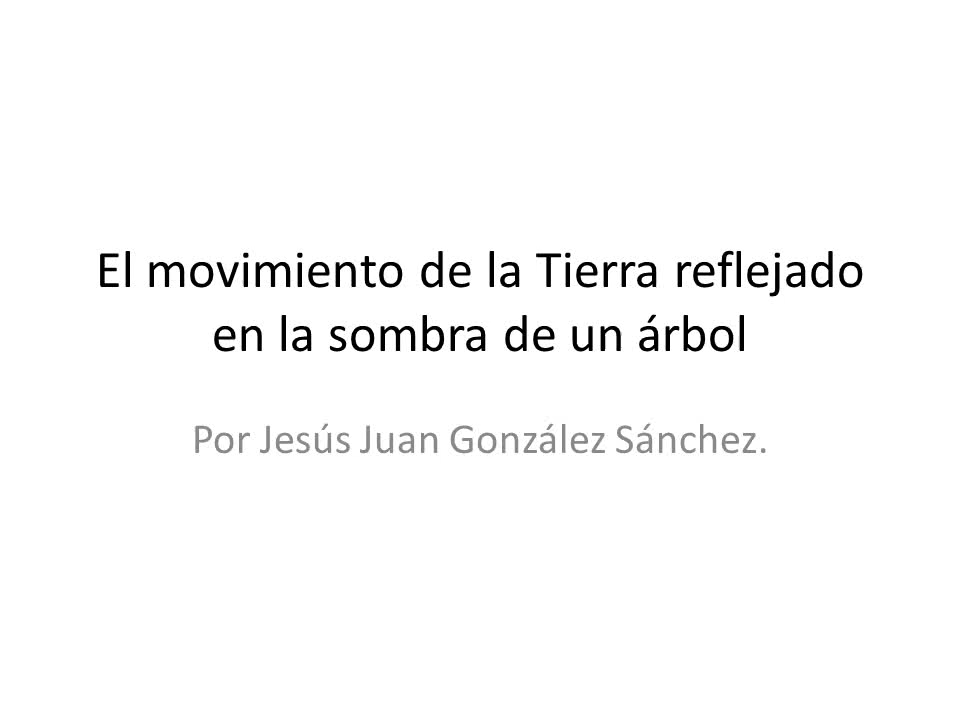 El movimiento de la Tierra reflejado
en la sombra de un árbol
Por Jesús Juan González Sánchez.